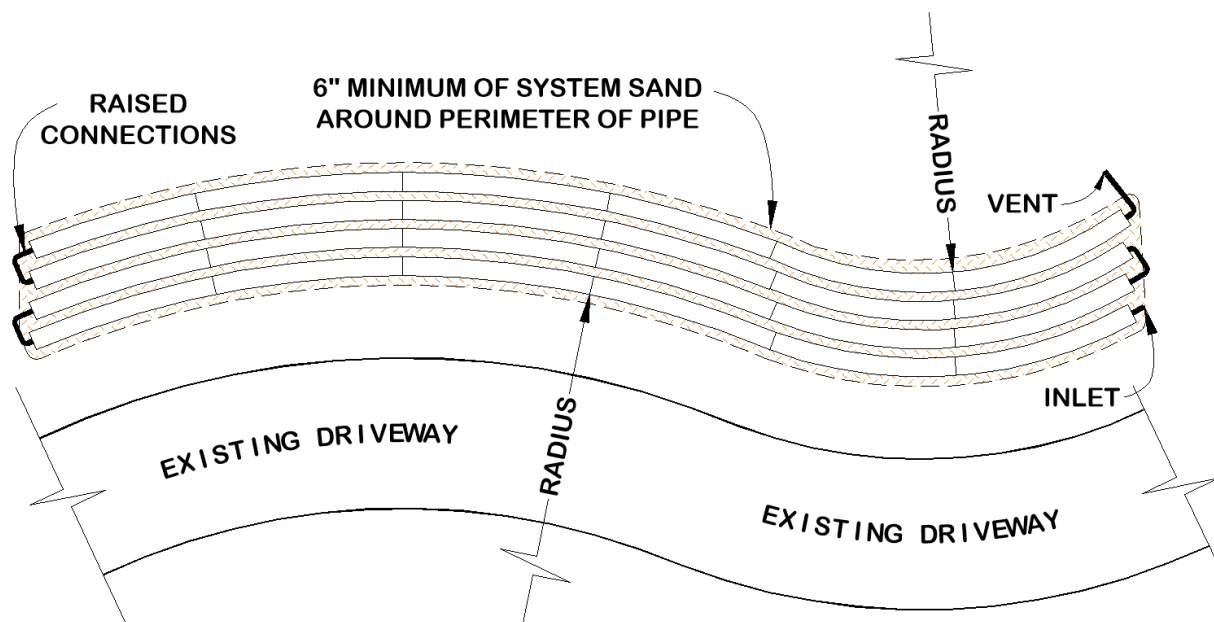 RAISED
CONNECTIONS
6" MINIMUM OF SYSTEM SAND
AROUND PERIMETER OF PIPE
RADIUS
VENT
INLET
RADIUS
EXISTING DRIVEWAY
EXISTING DRIVEWAY